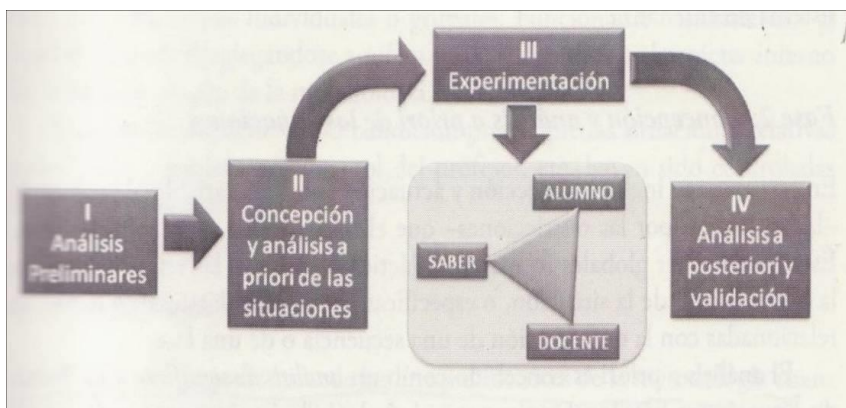 I
Análisis
Preliminares
II
Concepción
y análisis a
priori de las
situaciones
III
Experimentación
ALUMNO
SABER
DOCENTE
IV
Análisis a
posteriori y
validación